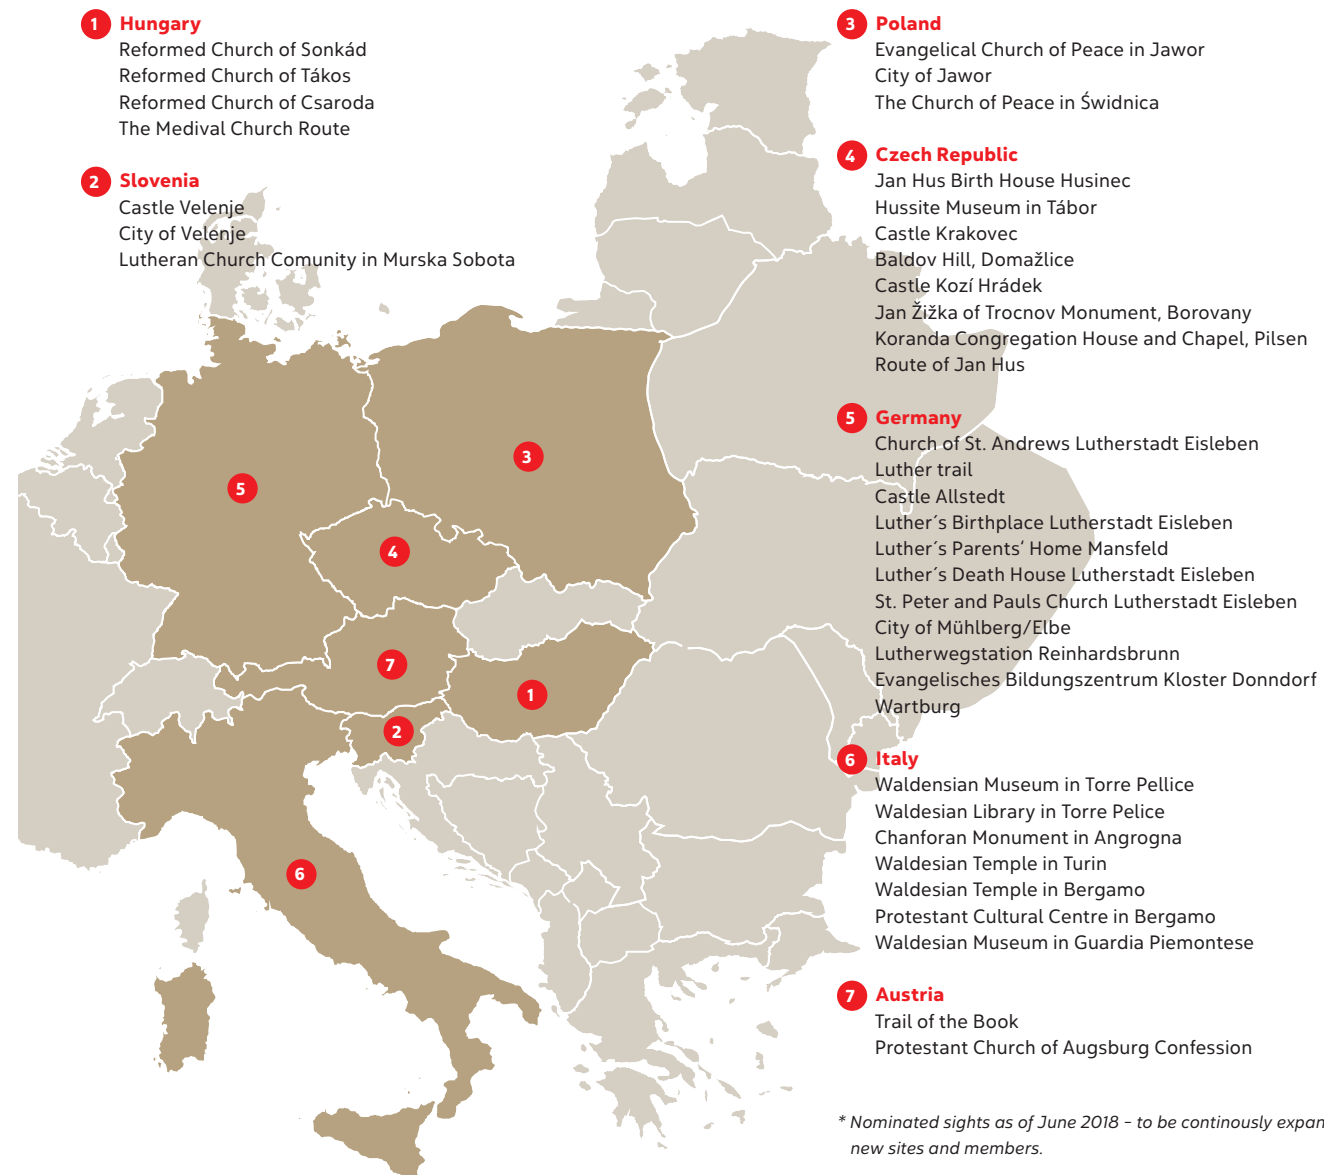 1 Hungary
Reformed Church of Sonkád
Reformed Church of Tákos
Reformed Church of Csaroda
The Medival Church Route
2 Slovenia
Castle Velenje
City of Velenje
Lutheran Church Comunity in Murska Sobota
3 Poland
Evangelical Church of Peace in Jawor
City of Jawor
The Church of Peace in Świdnica
4 Czech Republic
Jan Hus Birth House Husinec
Hussite Museum in Tábor
Castle Krakovec
Baldov Hill, Domažlice
Castle Kozí Hrádek
Jan Žižka of Trocnov Monument, Borovany
Koranda Congregation House and Chapel, Pilsen
Route of Jan Hus
5 Germany
Church of St. Andrews Lutherstadt Eisleben
Luther trail
Castle Allstedt
Luther´s Birthplace Lutherstadt Eisleben
Luther´s Parents’ Home Mansfeld
Luther´s Death House Lutherstadt Eisleben
St. Peter and Pauls Church Lutherstadt Eisleben
City of Mühlberg/Elbe
Lutherwegstation Reinhardsbrunn
Evangelisches Bildungszentrum Kloster Donndorf
Wartburg
6 Italy
Waldensian Museum in Torre Pellice
Waldesian Library in Torre Pelice
Chanforan Monument in Angrogna
Waldesian Temple in Turin
Waldesian Temple in Bergamo
Protestant Cultural Centre in Bergamo
Waldesian Museum in Guardia Piemontese
7 Austria
Trail of the Book
Protestant Church of Augsburg Confession
* Nominated sights as of June 2018 – to be continously expan
new sites and members.
3
5
4
7
1
2
6